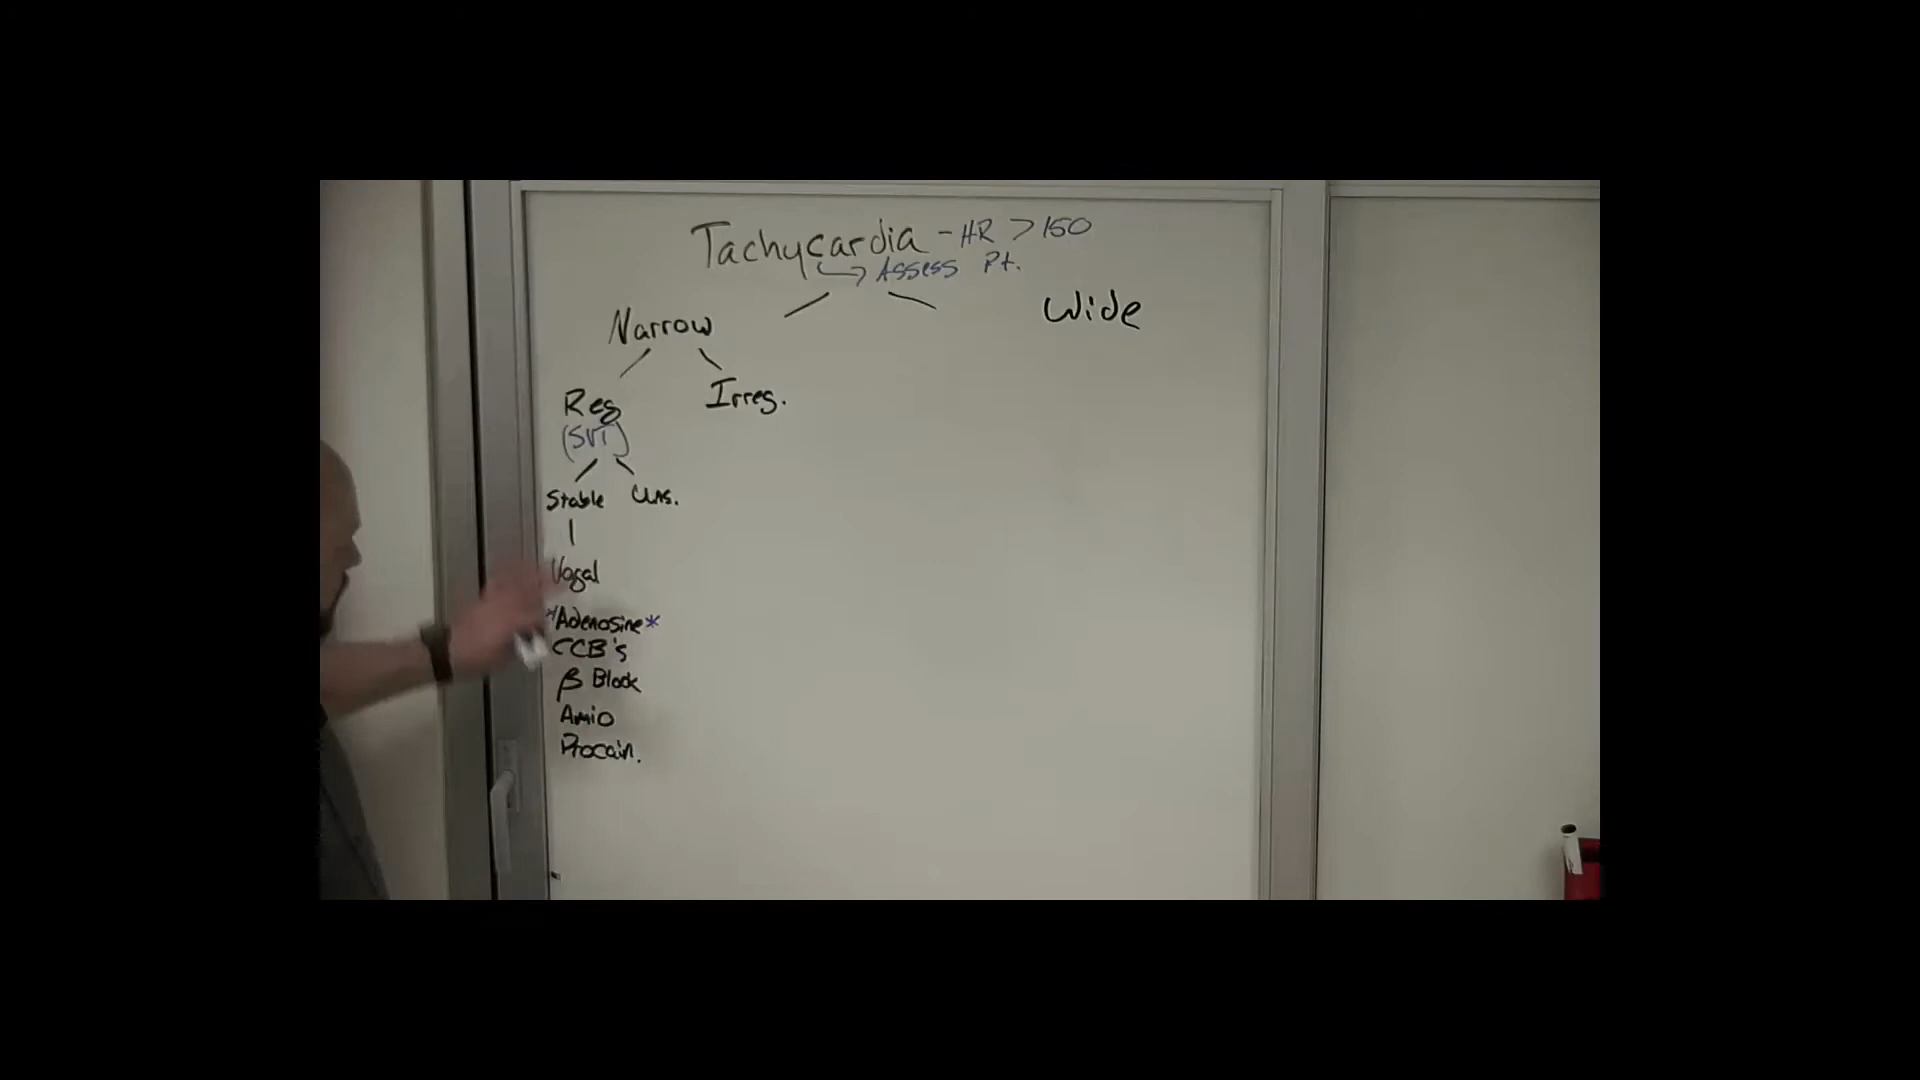 Tachycardia - HR > 150
↳ Assess Pt.
Narrow Wide
Reg Irreg.
(SVT)
Stable Uns.
Vagal
*Adenosine*
CCB's
β Block
Amio
Procain.